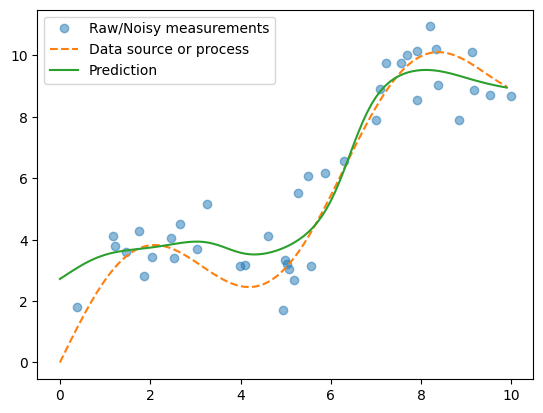 Raw/Noisy measurements
Data source or process
Prediction
10
8
6
4
2
0
0 2 4 6 8 10